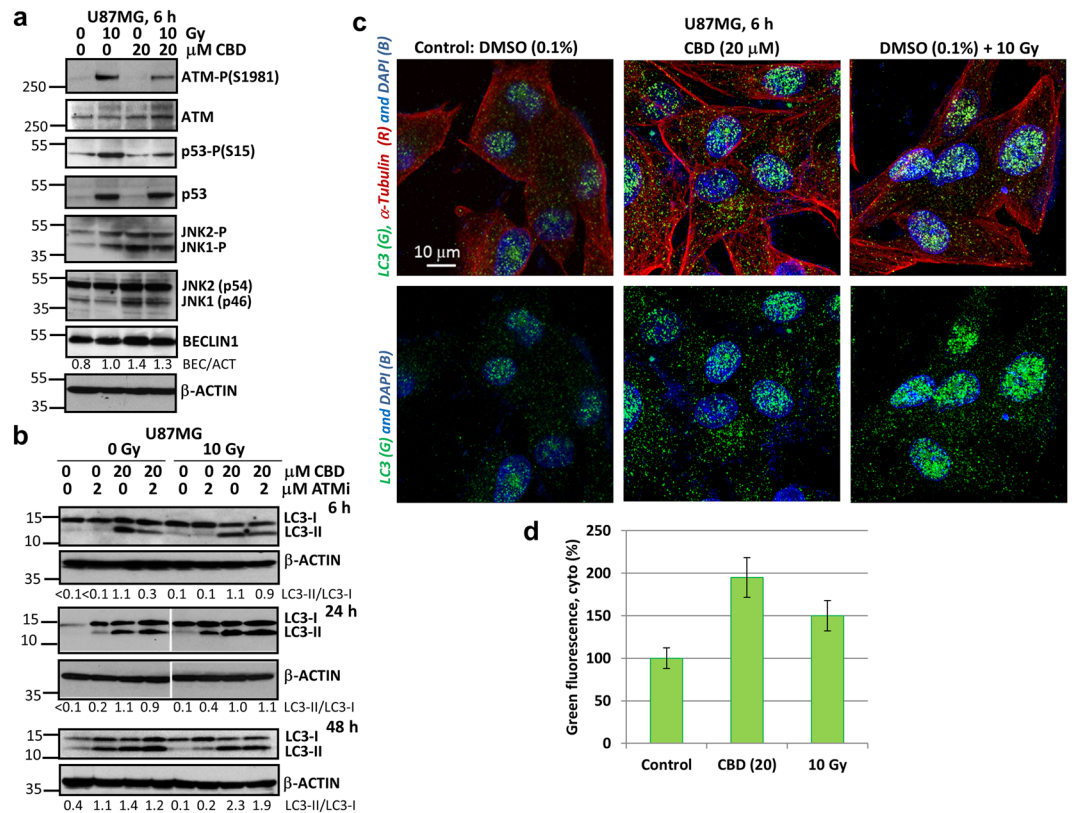 a
U87MG, 6 h
0 10 0 10 Gy
0 0 20 20 μM CBD
250 ATM-P(S1981)
250 ATM
55 p53-P(S15)
55 p53
55 JNK2-P
35 JNK1-P
55 JNK2 (p54)
35 JNK1 (p46)
55 BECLIN1
0.8 1.0 1.4 1.3 BEC/ACT
55 β-ACTIN
35
b
U87MG
0 Gy 10 Gy
0 0 20 20 0 0 20 20 μM CBD
0 2 0 2 0 2 0 2 μM ATMi
6 h
15 LC3-I
10 LC3-II
β-ACTIN
35
<0.1 <0.1 1.1 0.3 0.1 0.1 1.1 0.9 LC3-II/LC3-I
24 h
15 LC3-I
10 LC3-II
β-ACTIN
35
<0.1 0.2 1.1 0.9 0.1 0.4 1.0 1.1 LC3-II/LC3-I
48 h
15 LC3-I
10 LC3-II
β-ACTIN
35
0.4 1.1 1.4 1.2 0.1 0.2 2.3 1.9 LC3-II/LC3-I
c
U87MG, 6 h
Control: DMSO (0.1%) CBD (20 μM) DMSO (0.1%) + 10 Gy
LC3 (G), α-Tubulin (R) and DAPI (B)
10 μm
LC3 (G) and DAPI (B)
d
Green fluorescence, cyto (%)
250
200
150
100
50
0
Control CBD (20) 10 Gy